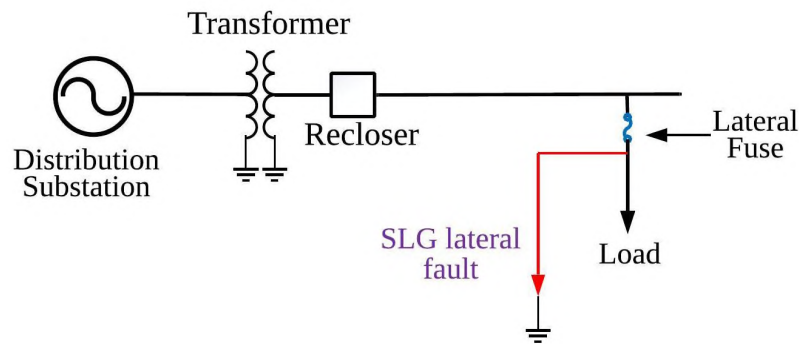 Transformer
Recloser
Distribution
Substation
Lateral
Fuse
SLG lateral
fault
Load